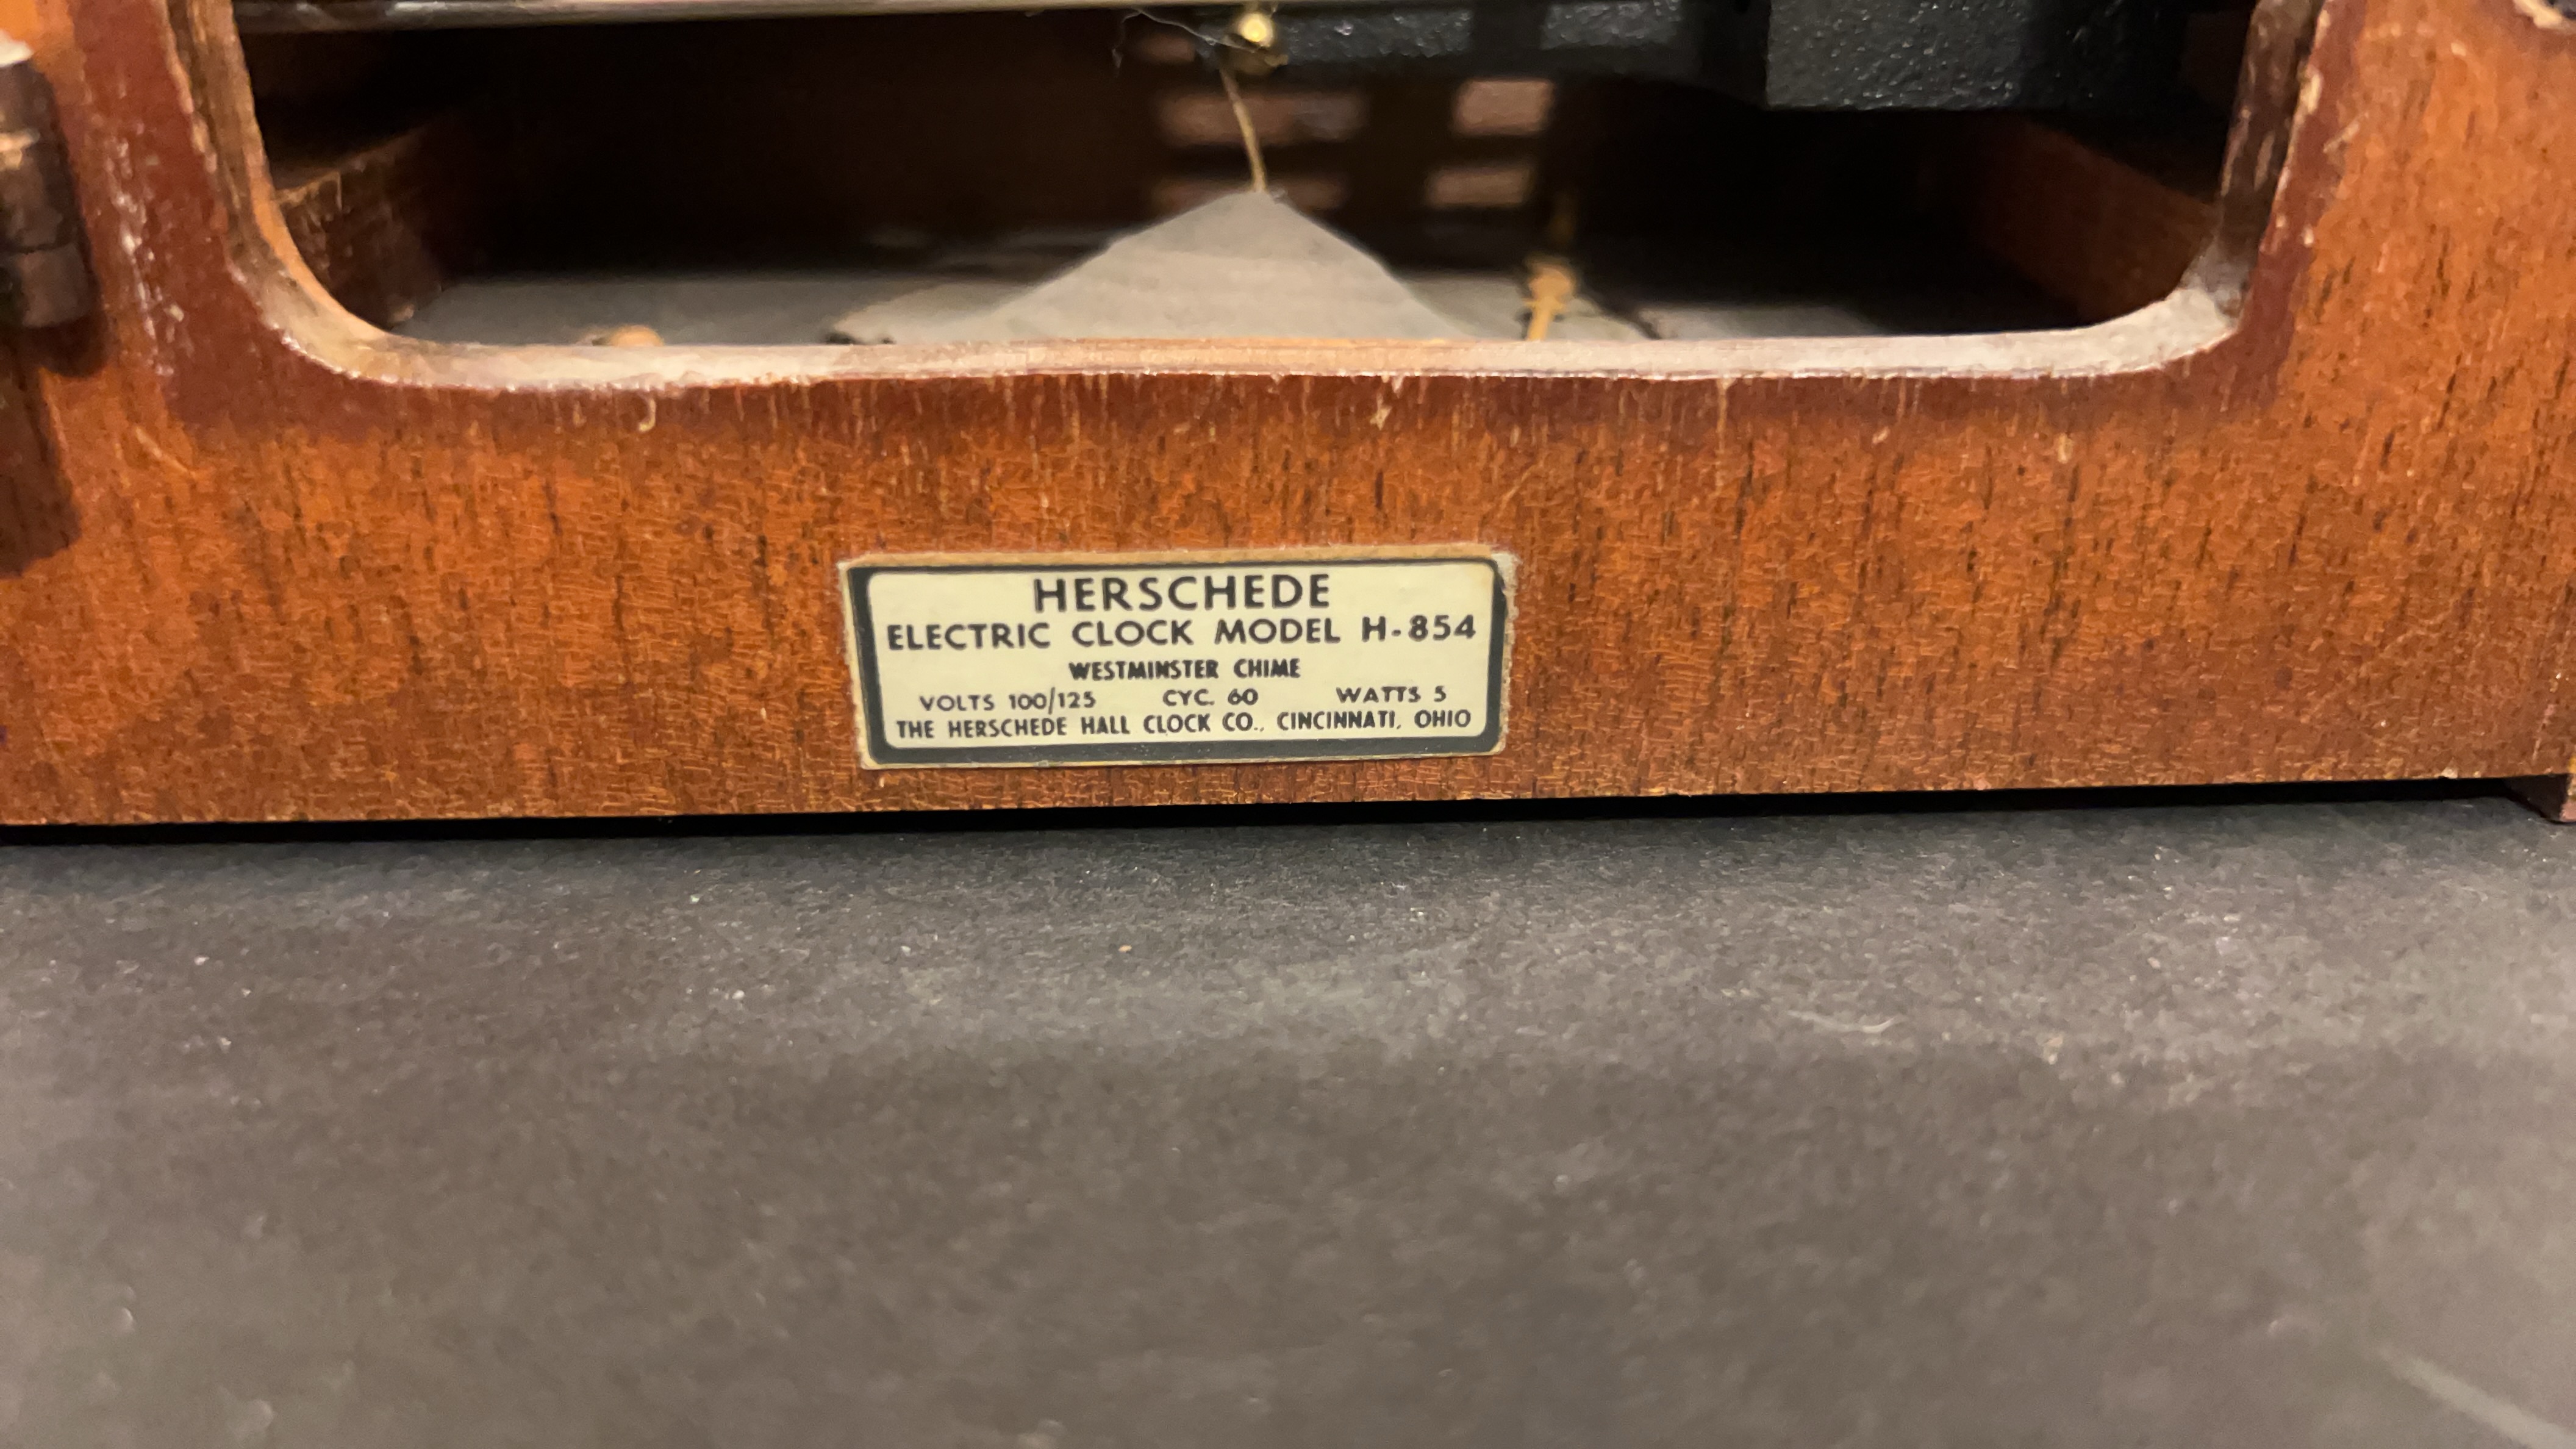 HERSCHEDE
ELECTRIC CLOCK MODEL H-854
WESTMINSTER CHIME
VOLTS 100/125 CYC. 60 WATTS 5
THE HERSCHEDE HALL CLOCK CO., CINCINNATI, OHIO